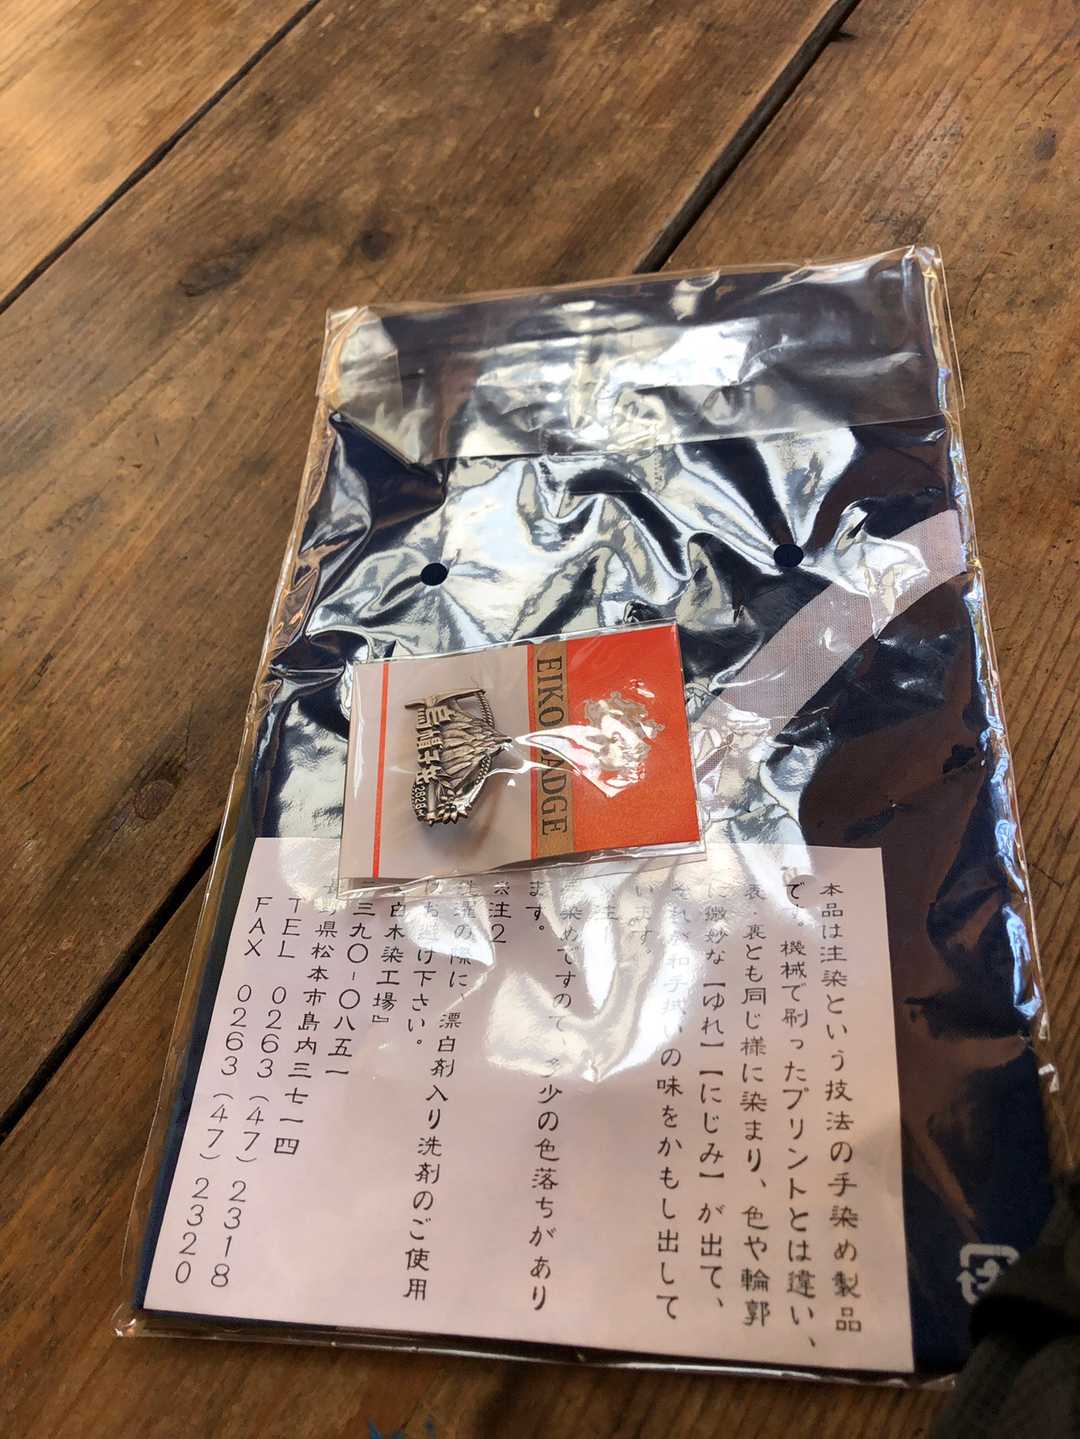 EIKO
ADGE
本品は注染という技法の手染め製品
です。機械で刷ったプリントとは違い、
表・裏とも同じ様に染まり、色や輪郭
に微妙な【ゆれ】【にじみ】が出て、
それが和手拭いの味をかもし出して
います。
染めですので、多少の色落ちがあり
ます。
注2
洗濯の際に、漂白剤入り洗剤のご使用
はお避け下さい。
白木染工場』
三九〇-〇八五一
長野県松本市島内三七一四
TEL 0263(47)2318
FAX 0263(47)2320